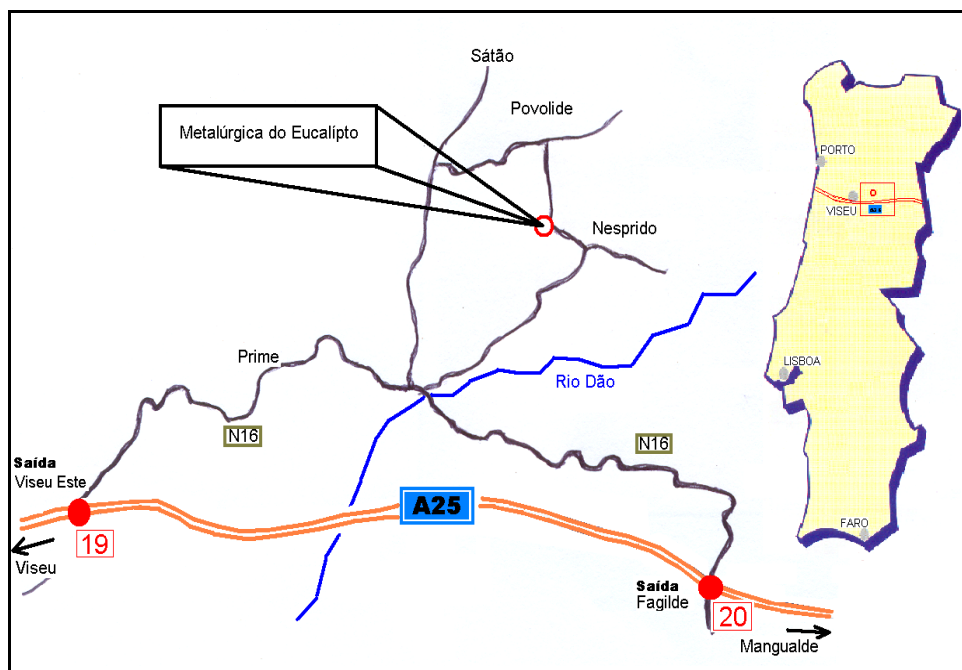 Sátão
Povolide
Metalúrgica do Eucalípto
Nesprido
Prime
Rio Dão
N16
N16
Saída
Viseu Este
19
A25
Viseu
Saída
Fagilde
20
Mangualde
PORTO
VISEU
A25
LISBOA
FARO